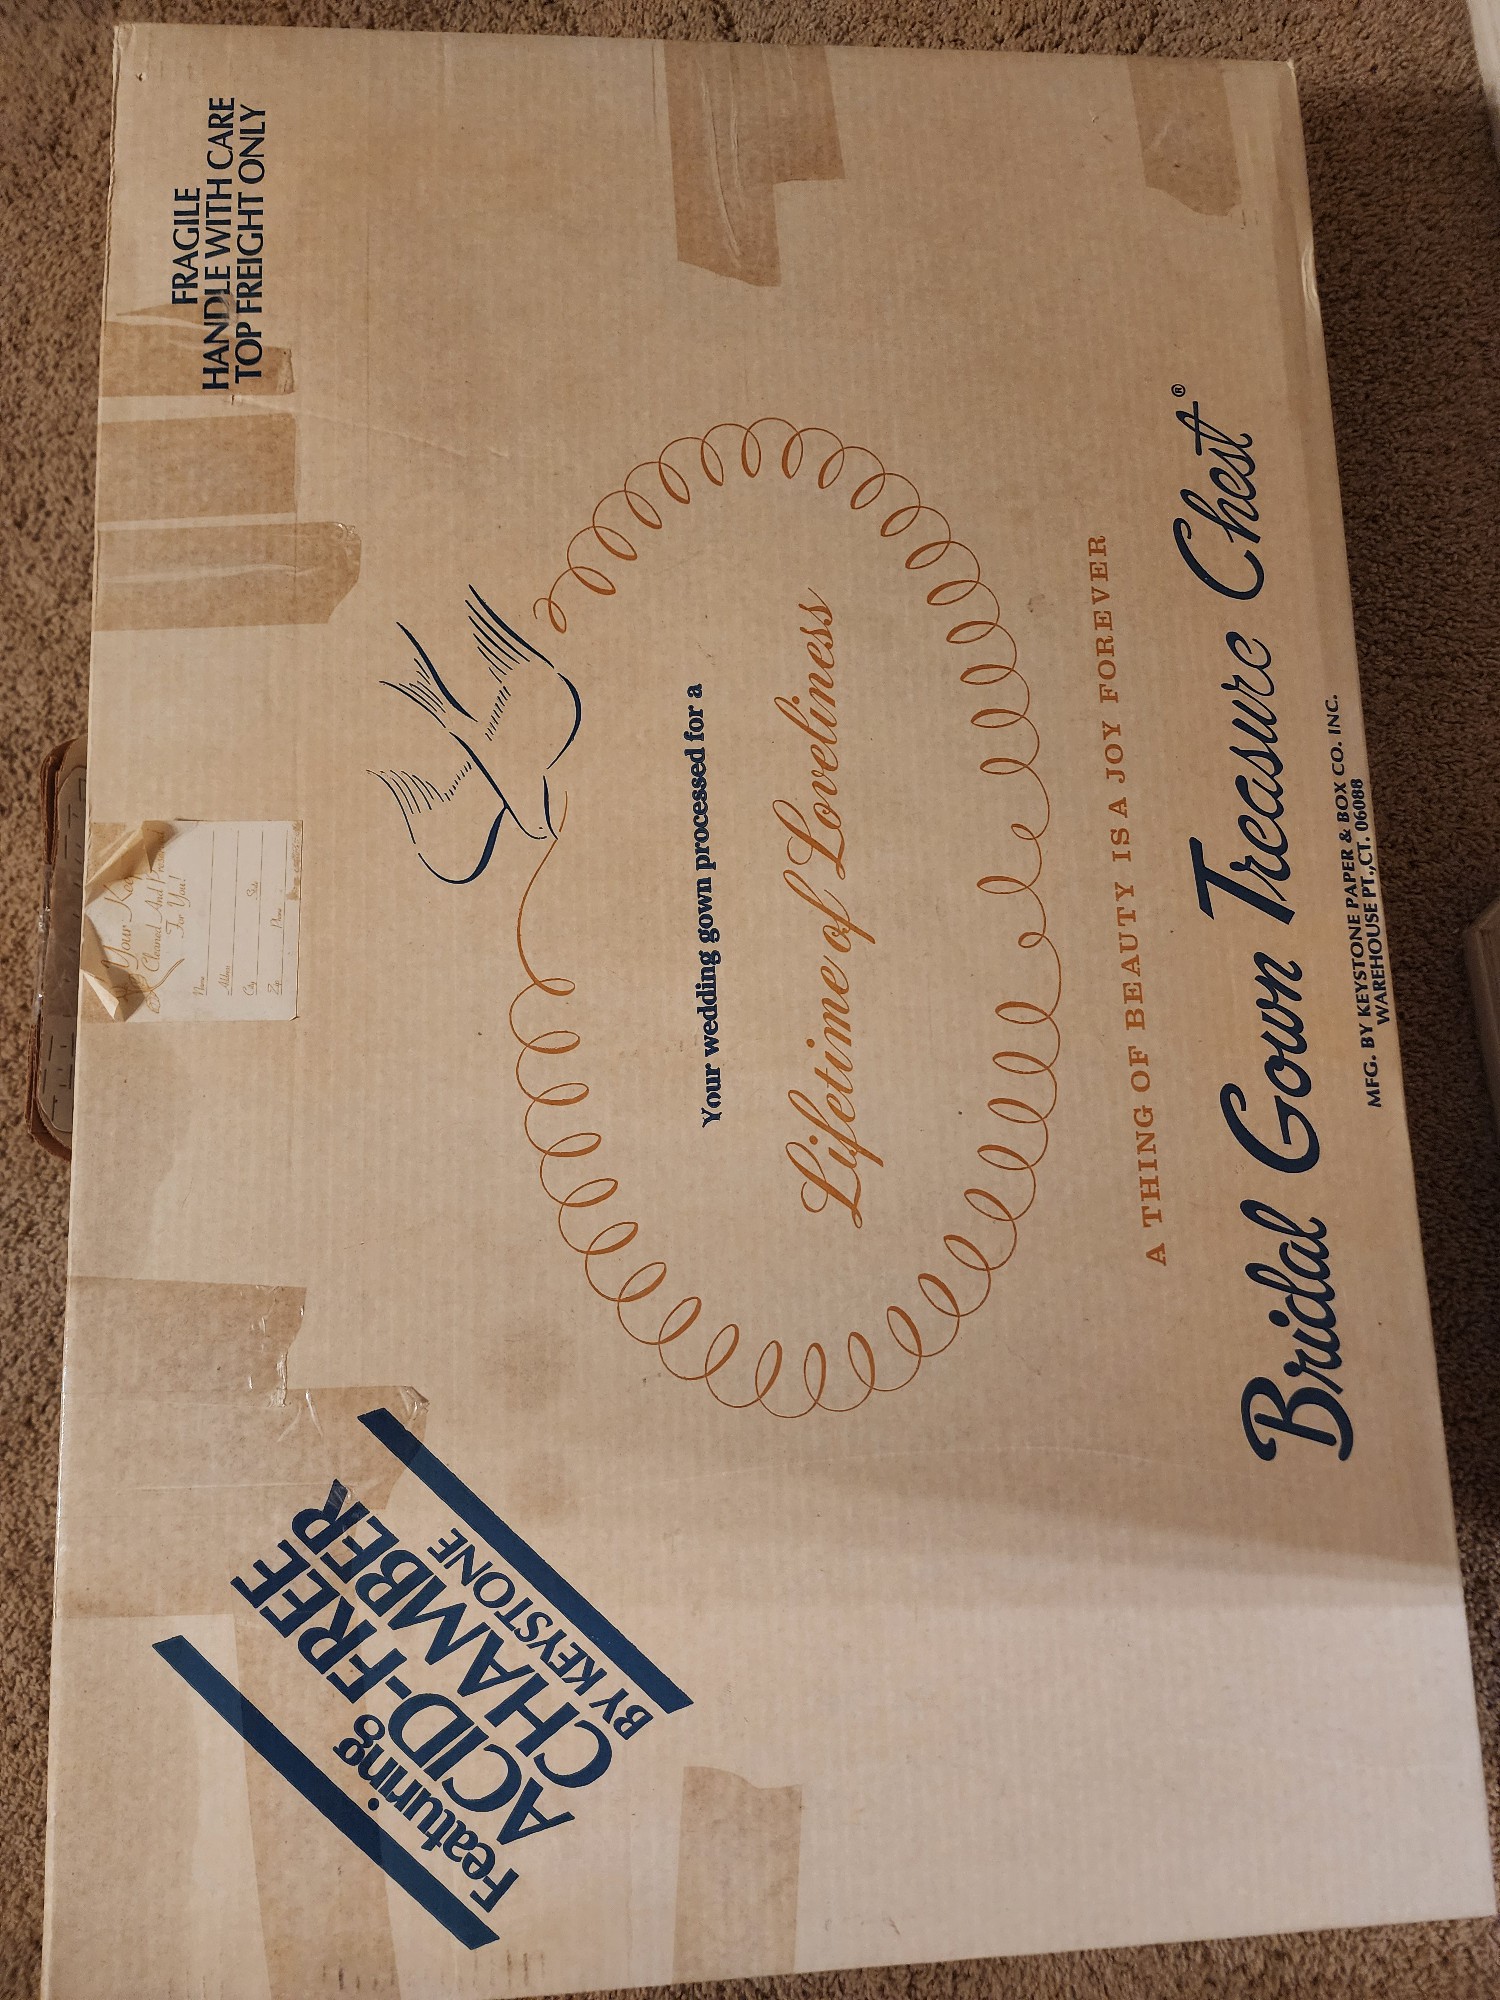 FRAGILE
HANDLE WITH CARE
TOP FREIGHT ONLY
Your
Cleaned And
For You!
Name
Address
City State
Zip Phone
Featuring
ACID-FREE
CHAMBER
BY KEYSTONE
Your wedding gown processed for a
Lifetime of Loveliness
A THING OF BEAUTY IS A JOY FOREVER
Bridal Gown Treasure Chest®
MFG. BY KEYSTONE PAPER & BOX CO. INC.
WAREHOUSE PT., CT. 06088